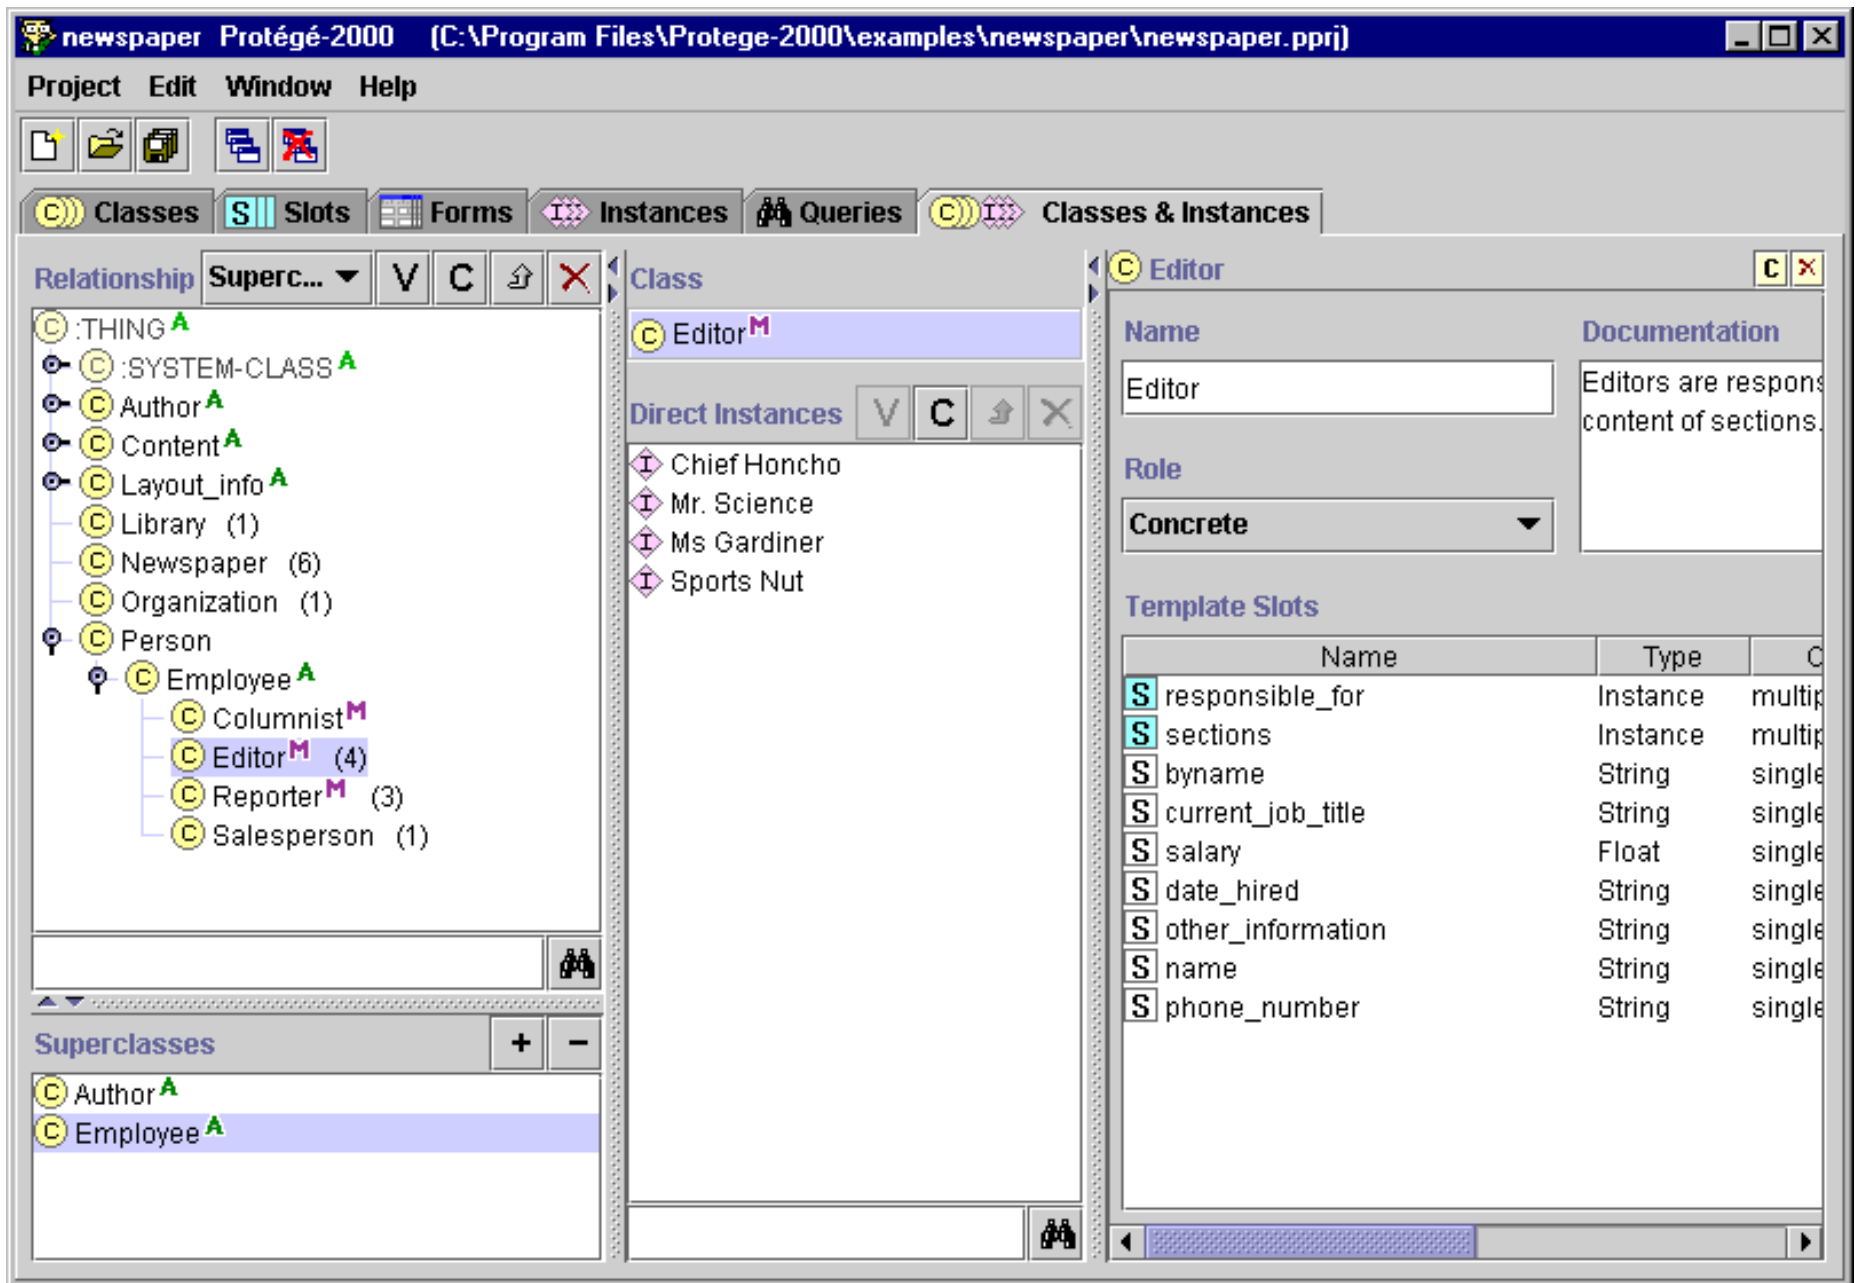 newspaper Protégé-2000 (C:\Program Files\Protege-2000\examples\newspaper\newspaper.pprj)
Project Edit Window Help
C Classes S Slots Forms I Instances Queries C I Classes & Instances
Relationship Superc... V C
C :THING A
C :SYSTEM-CLASS A
C Author A
C Content A
C Layout_info A
C Library (1)
C Newspaper (6)
C Organization (1)
C Person
C Employee A
C Columnist M
C Editor M (4)
C Reporter M (3)
C Salesperson (1)
Superclasses + −
C Author A
C Employee A
Class
C Editor M
Direct Instances V C
I Chief Honcho
I Mr. Science
I Ms Gardiner
I Sports Nut
C Editor C ×
Name
Editor
Role
Concrete
Documentation
Editors are respons
content of sections.
Template Slots
Name Type C
S responsible_for Instance multip
S sections Instance multip
S byname String single
S current_job_title String single
S salary Float single
S date_hired String single
S other_information String single
S name String single
S phone_number String single